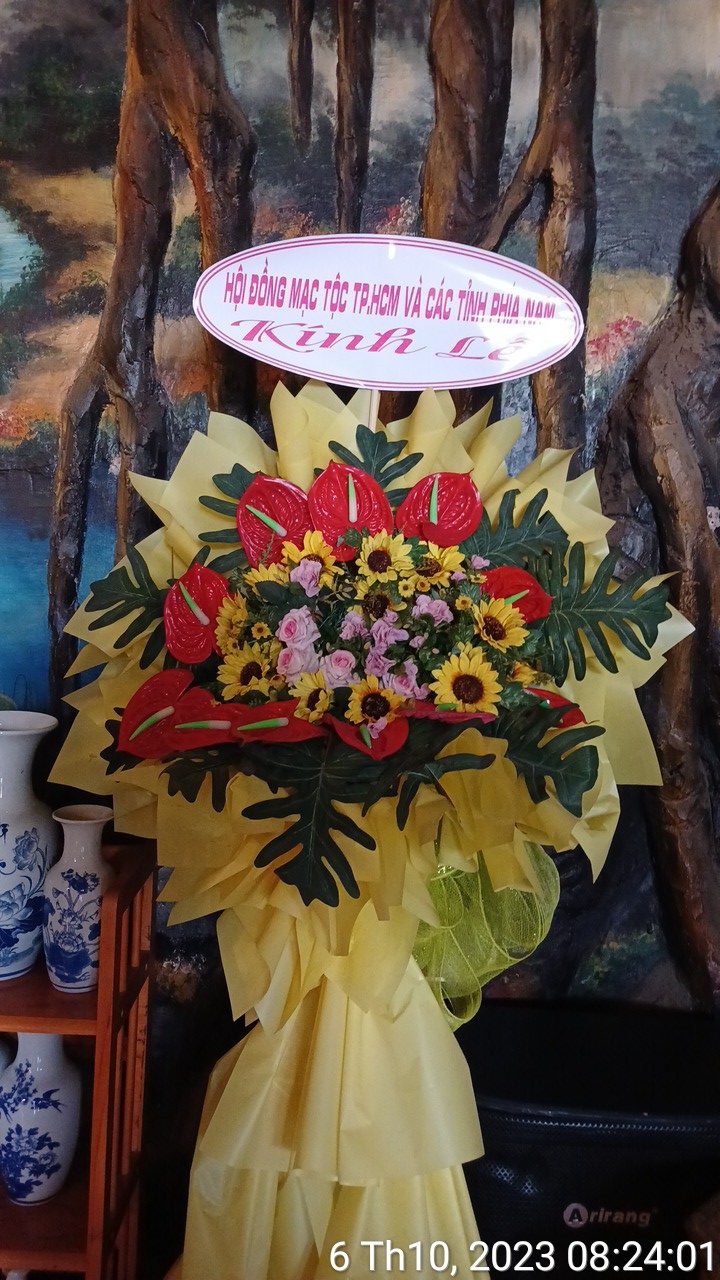 HỘI ĐỒNG MẠC TỘC TP.HCM VÀ CÁC TỈNH PHÍA NAM
Kính Lễ
Arirang
6 Th10, 2023 08:24:01